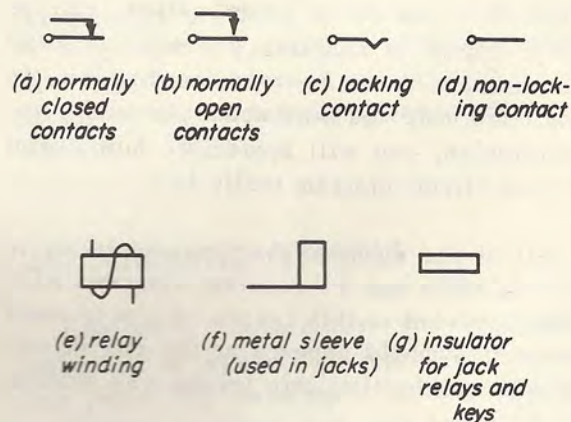 (a) normally
closed
contacts
(b) normally
open
contacts
(c) locking
contact
(d) non-lock-
ing contact
(e) relay
winding
(f) metal sleeve
(used in jacks)
(g) insulator
for jack
relays and
keys